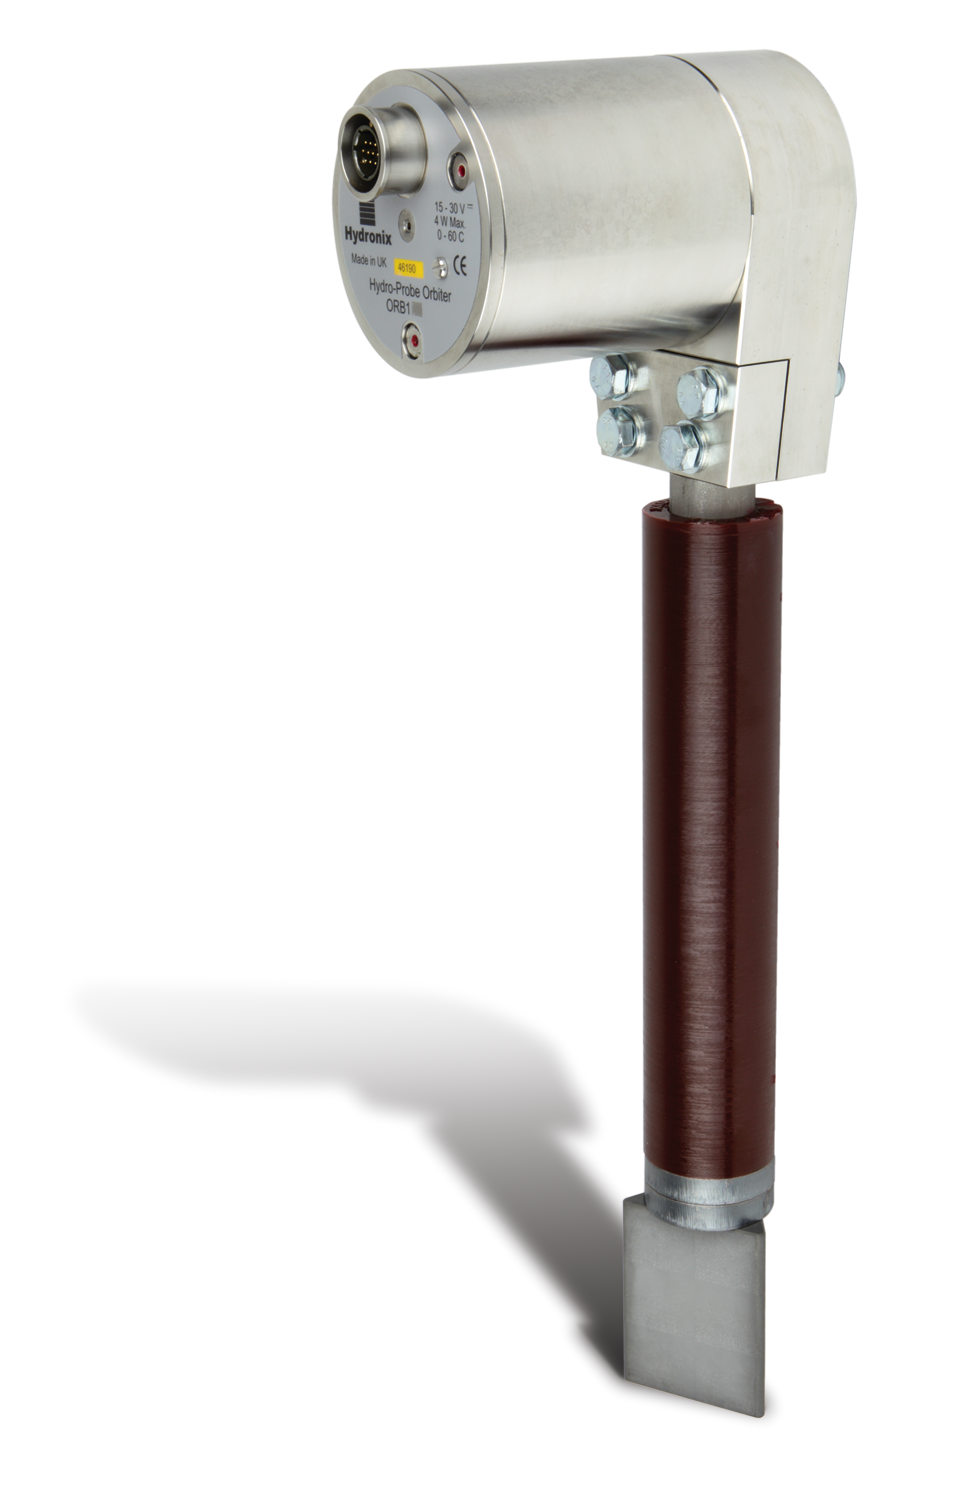 15 - 30 V
4 W Max.
0 - 60 C
Hydronix
Made in UK
46190
CE
Hydro-Probe Orbiter
ORB1